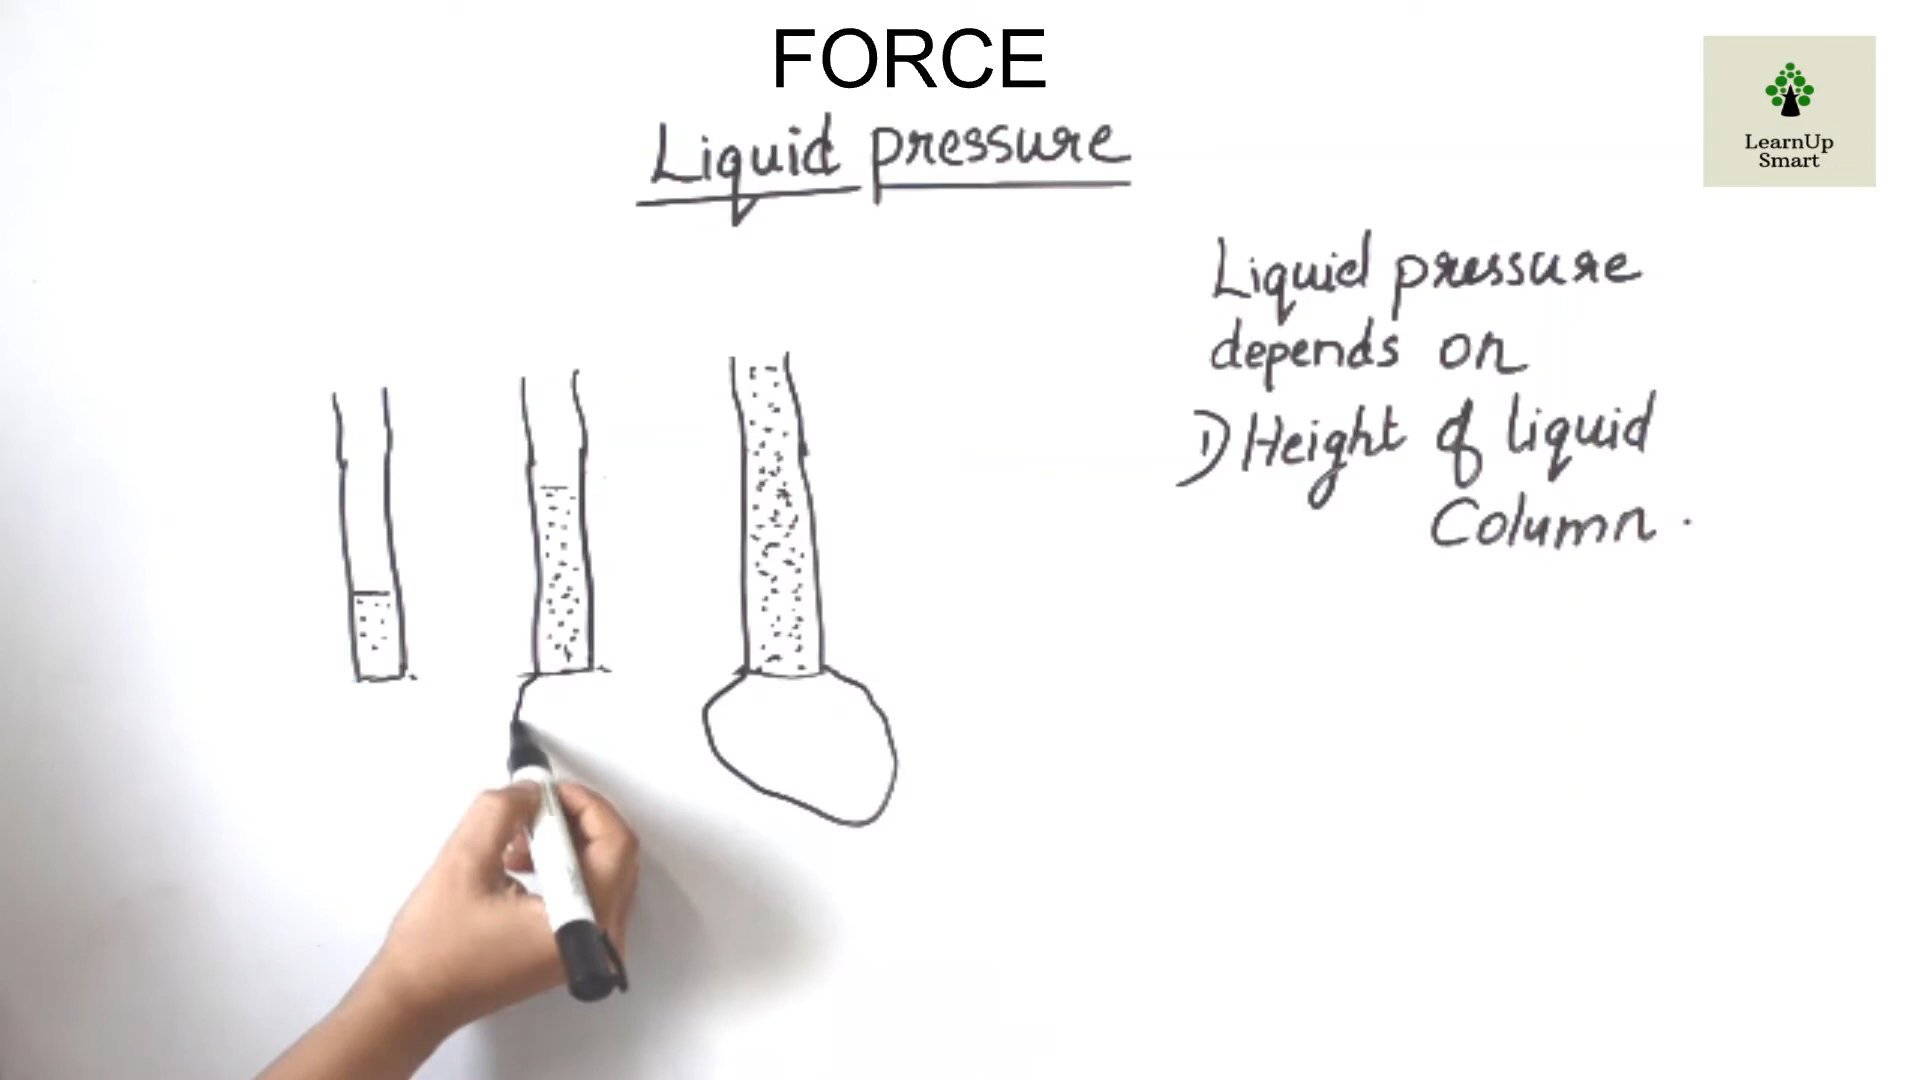 FORCE
LearnUp
Smart
Liquid pressure
Liquid pressure
depends on
1) Height of liquid
Column.